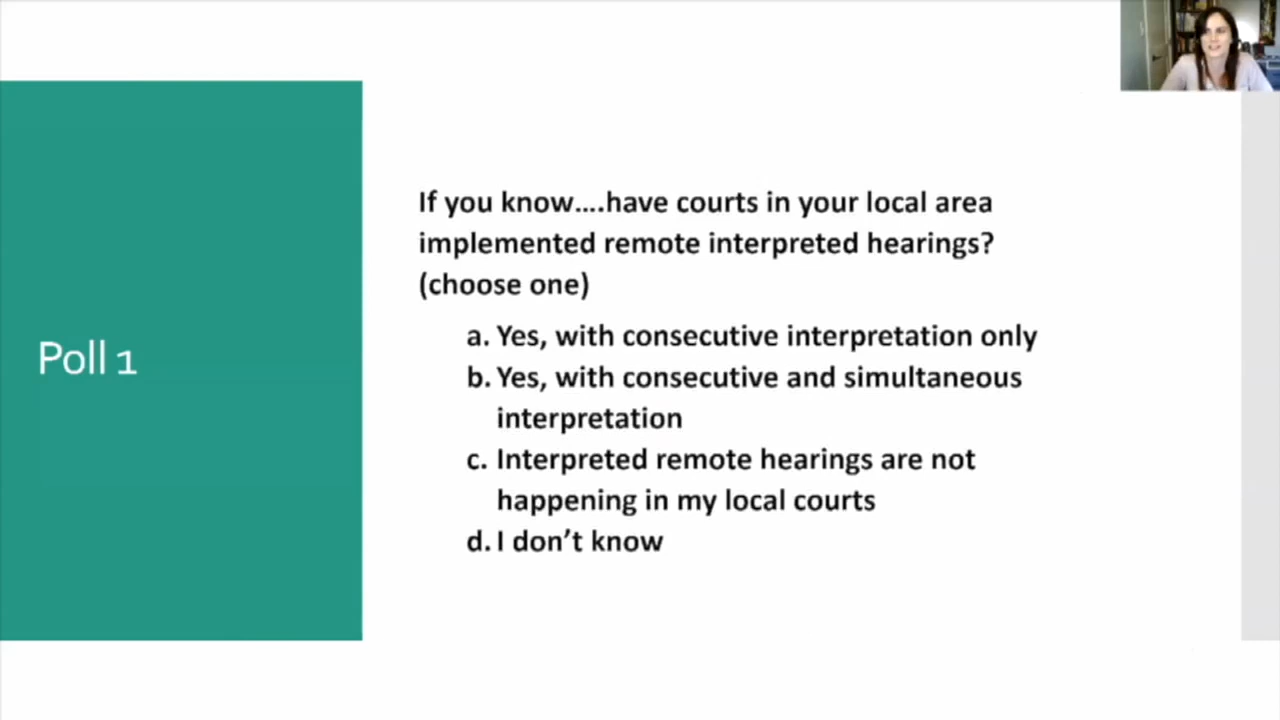 Poll 1
If you know....have courts in your local area
implemented remote interpreted hearings?
(choose one)
a. Yes, with consecutive interpretation only
b. Yes, with consecutive and simultaneous
interpretation
c. Interpreted remote hearings are not
happening in my local courts
d. I don’t know